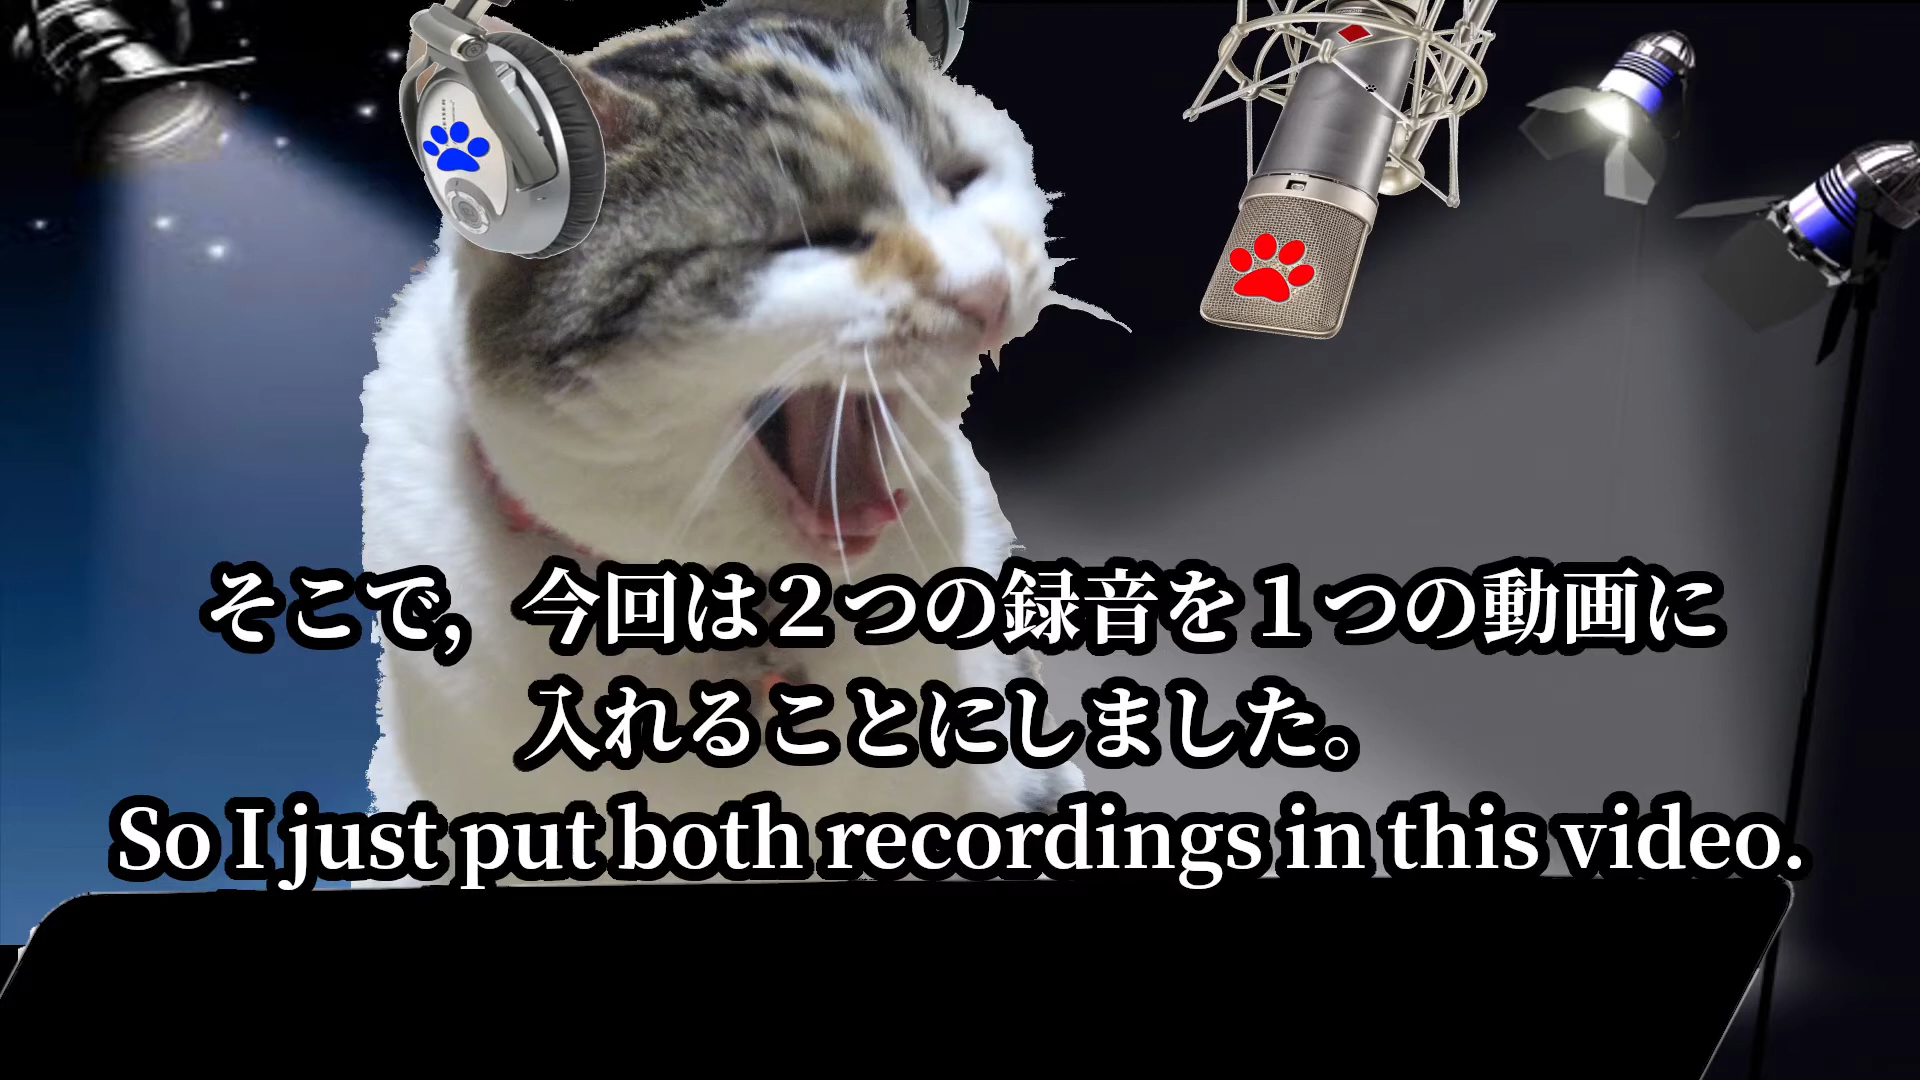 そこで，今回は２つの録音を１つの動画に
入れることにしました。
So I just put both recordings in this video.